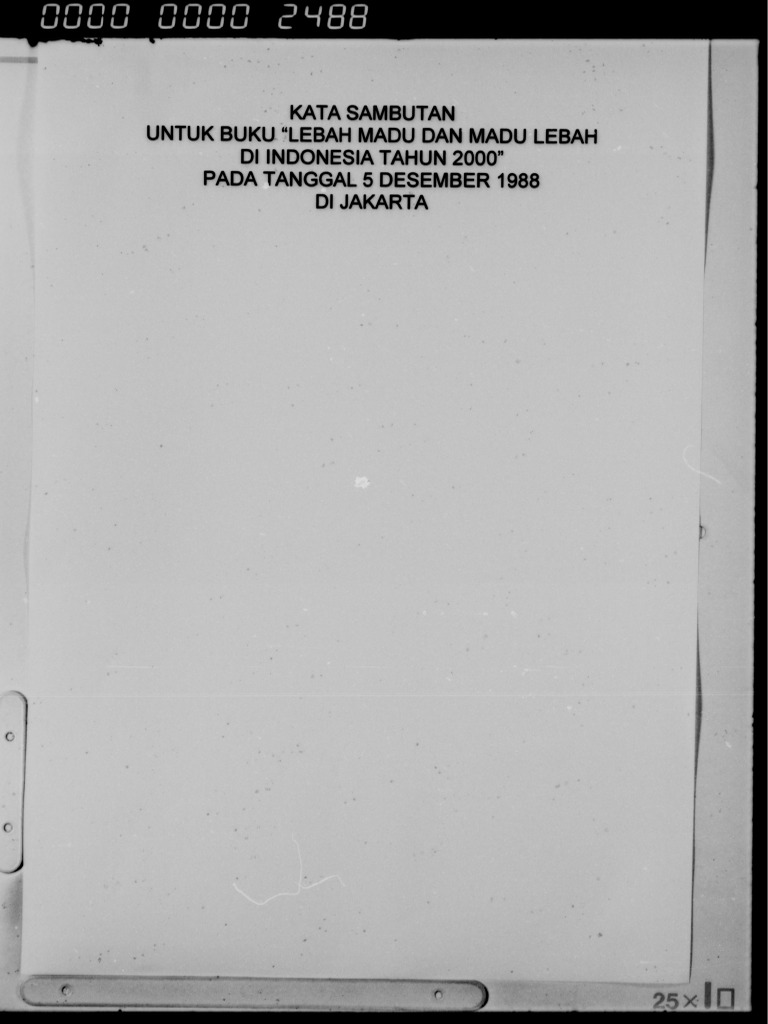 0000 0000 2488
KATA SAMBUTAN
UNTUK BUKU “LEBAH MADU DAN MADU LEBAH
DI INDONESIA TAHUN 2000”
PADA TANGGAL 5 DESEMBER 1988
DI JAKARTA
25×